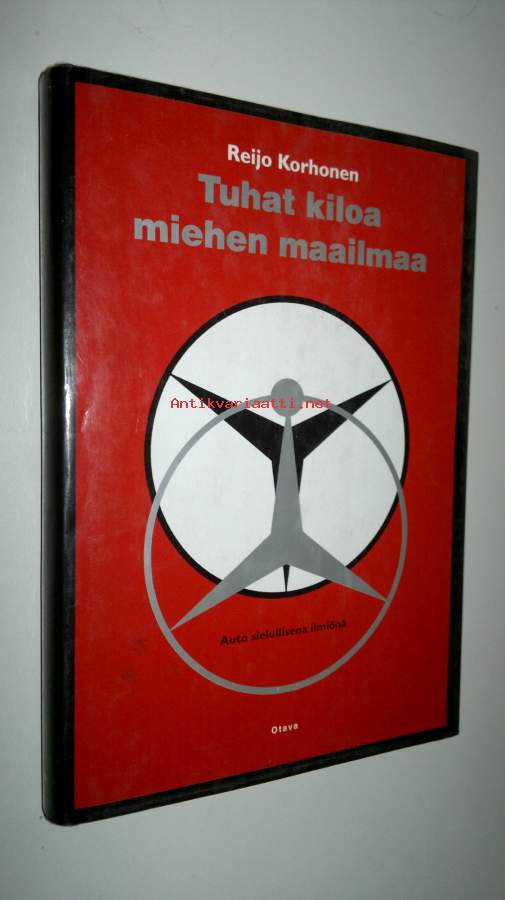 Reijo Korhonen
Tuhat kiloa
miehen maailmaa
Antikvariaatti.net
Auto sielullisena ilmiönä
Otava